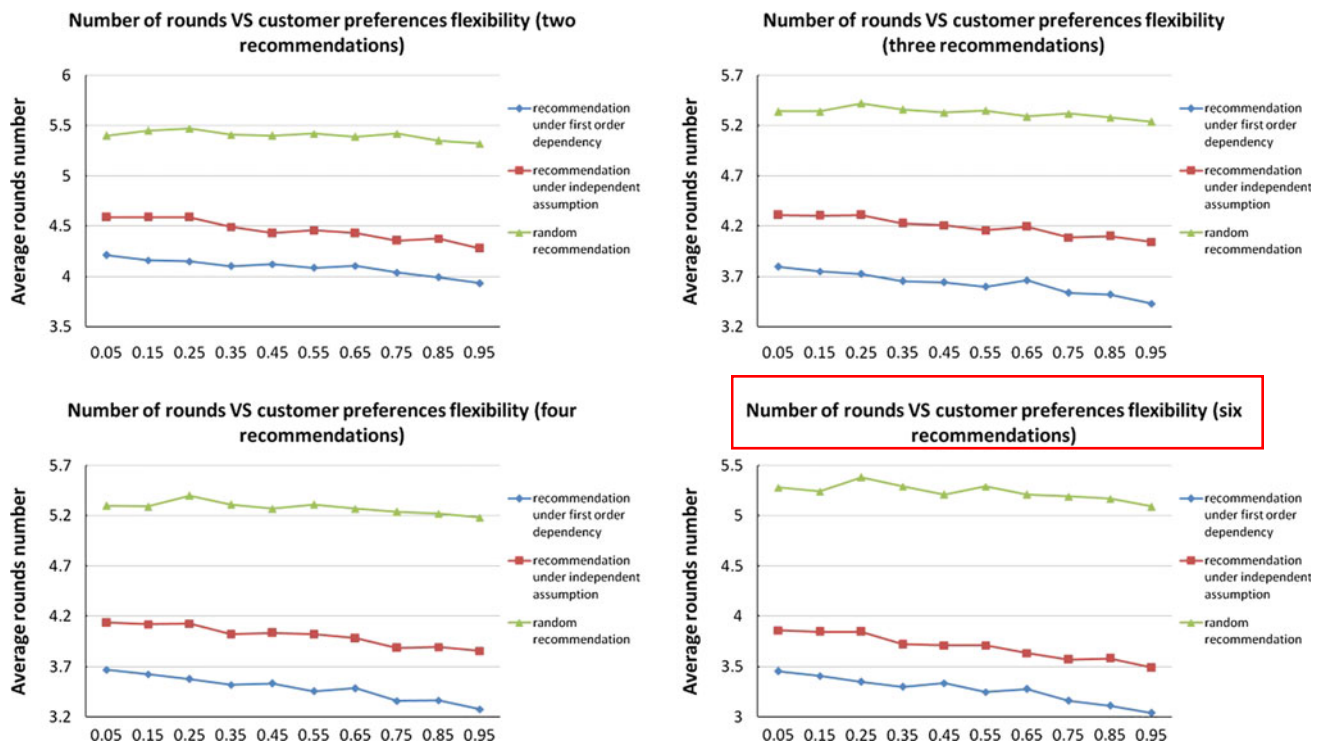 Number of rounds VS customer preferences flexibility (two
recommendations)
Average rounds number
6
5.5
5
4.5
4
3.5
0.05 0.15 0.25 0.35 0.45 0.55 0.65 0.75 0.85 0.95
recommendation
under first order
dependency
recommendation
under independent
assumption
random
recommendation
Number of rounds VS customer preferences flexibility
(three recommendations)
Average rounds number
5.7
5.2
4.7
4.2
3.7
3.2
0.05 0.15 0.25 0.35 0.45 0.55 0.65 0.75 0.85 0.95
recommendation
under first order
dependency
recommendation
under independent
assumption
random
recommendation
Number of rounds VS customer preferences flexibility (four
recommendations)
Average rounds number
5.7
5.2
4.7
4.2
3.7
3.2
0.05 0.15 0.25 0.35 0.45 0.55 0.65 0.75 0.85 0.95
recommendation
under first order
dependency
recommendation
under independent
assumption
random
recommendation
Number of rounds VS customer preferences flexibility (six
recommendations)
Average rounds number
5.5
5
4.5
4
3.5
3
0.05 0.15 0.25 0.35 0.45 0.55 0.65 0.75 0.85 0.95
recommendation
under first order
dependency
recommendation
under independent
assumption
random
recommendation